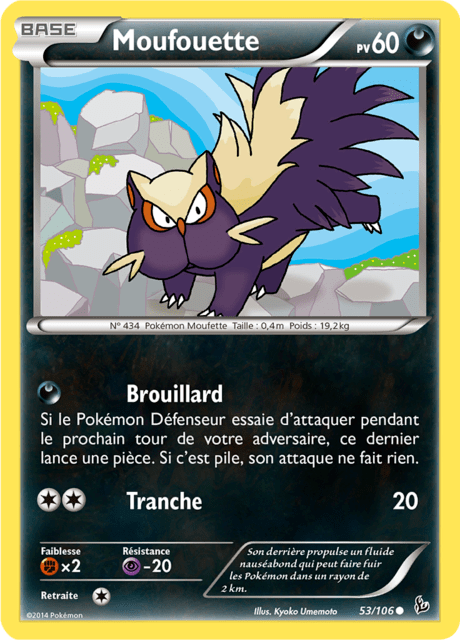 BASE
Moufouette
PV60
N° 434 Pokémon Moufette Taille : 0,4m Poids : 19,2kg
Brouillard
Si le Pokémon Défenseur essaie d'attaquer pendant
le prochain tour de votre adversaire, ce dernier
lance une pièce. Si c'est pile, son attaque ne fait rien.
Tranche 20
Faiblesse Résistance
×2 -20
Retraite
Son derrière propulse un fluide
nauséabond qui peut faire fuir
les Pokémon dans un rayon de
2 km.
©2014 Pokémon
Illus. Kyoko Umemoto 53/106